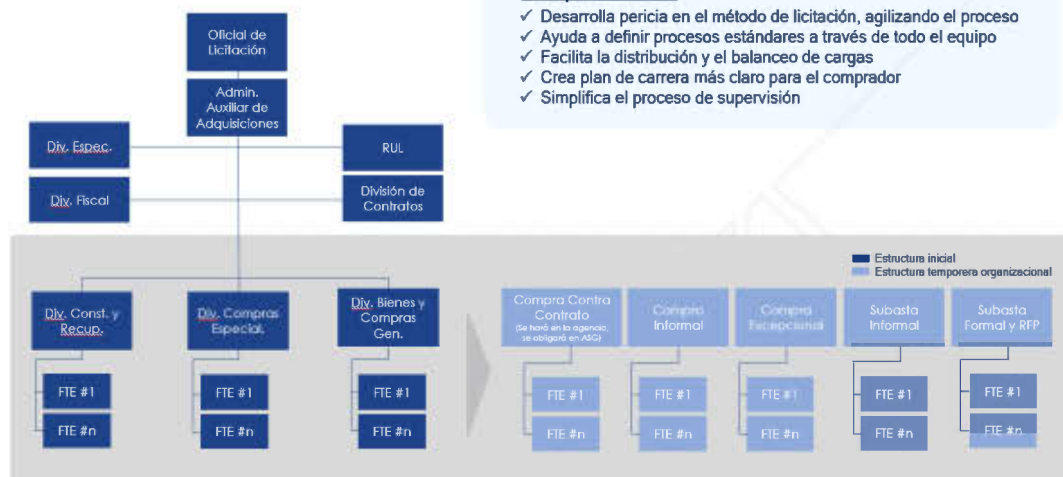 ✓ Desarrolla pericia en el método de licitación, agilizando el proceso
✓ Ayuda a definir procesos estándares a través de todo el equipo
✓ Facilita la distribución y el balanceo de cargas
✓ Crea plan de carrera más claro para el comprador
✓ Simplifica el proceso de supervisión
Oficial de
Licitación
Admin.
Auxiliar de
Adquisiciones
Div. Espec.
RUL
Div. Fiscal
División de
Contratos
Estructura inicial
Estructura temporera organizacional
Div. Const. y
Recup.
Div. Compras
Especial.
Div. Bienes y
Compras
Gen.
Compra Contra
Contrato
(Se hará en la agencia,
se obligará en ASG)
Compra
Informal
Compra
Excepcional
Subasta
Informal
Subasta
Formal y RFP
FTE #1
FTE #n
FTE #1
FTE #n
FTE #1
FTE #n
FTE #1
FTE #n
FTE #1
FTE #n
FTE #1
FTE #n
FTE #1
FTE #n
FTE #1
FTE #n